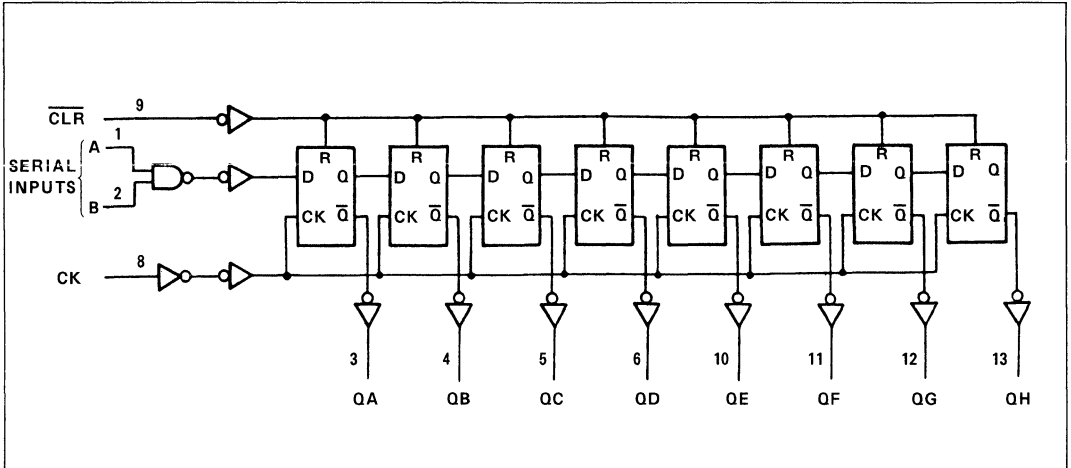 CLR 9
A 1
SERIAL
INPUTS
B 2
CK 8
R R R R R R R R
D Q D Q D Q D Q D Q D Q D Q D Q
CK Q̅ CK Q̅ CK Q̅ CK Q̅ CK Q̅ CK Q̅ CK Q̅ CK Q̅
3 4 5 6 10 11 12 13
QA QB QC QD QE QF QG QH